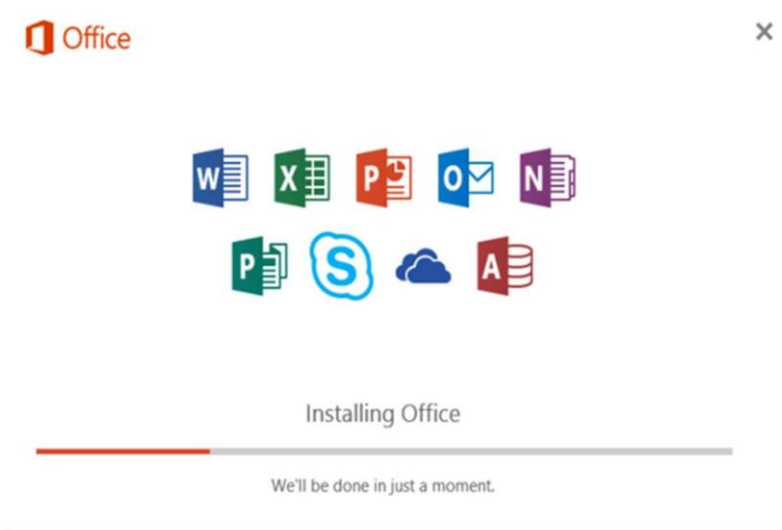 Office
W X P O N
P S A
Installing Office
We'll be done in just a moment.